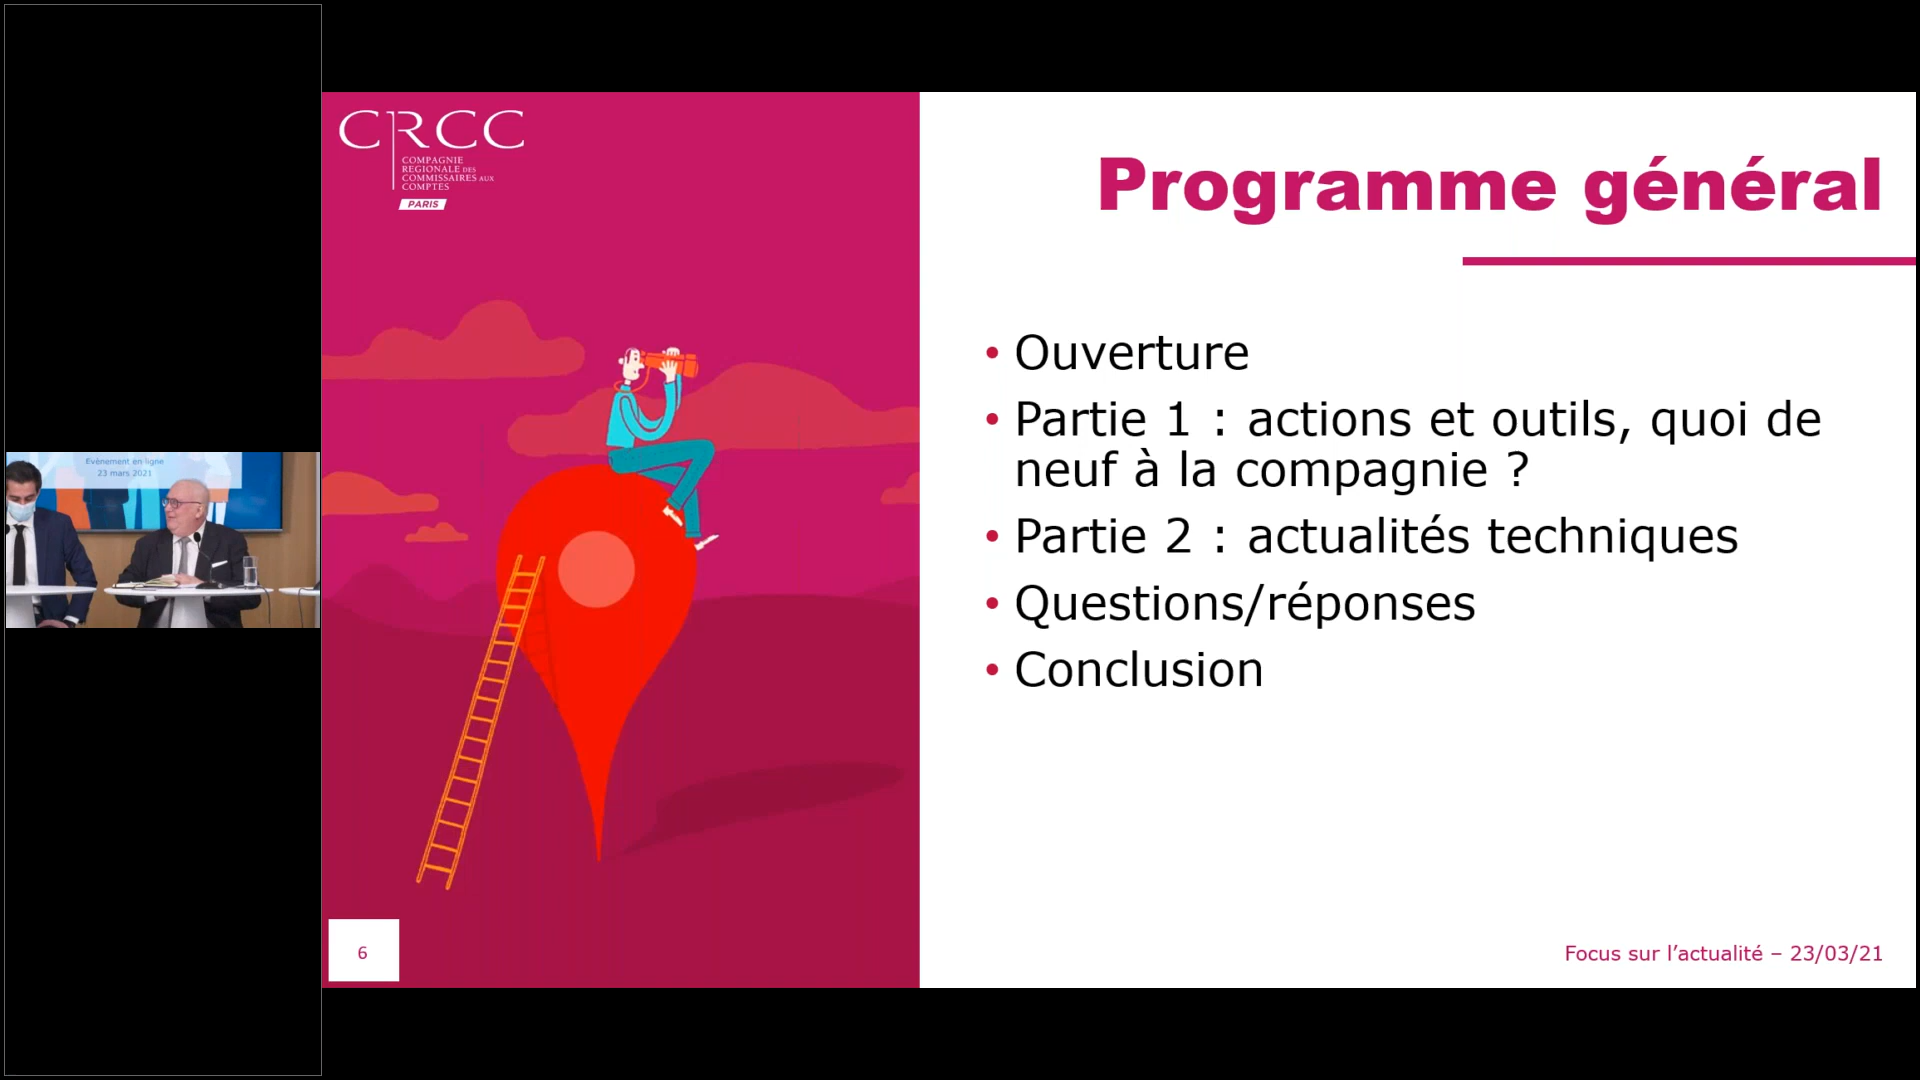 CRCC
COMPAGNIE
REGIONALE DES
COMMISSAIRES AUX
COMPTES
PARIS
Programme général
• Ouverture
• Partie 1 : actions et outils, quoi de
neuf à la compagnie ?
• Partie 2 : actualités techniques
• Questions/réponses
• Conclusion
Evénement en ligne
23 mars 2021
6
Focus sur l’actualité – 23/03/21